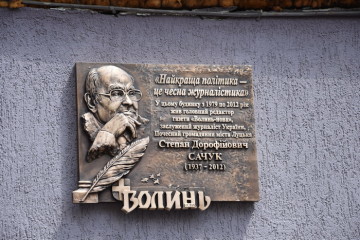 «Найкраща політика —
це чесна журналістика»
У цьому будинку з 1979 по 2012 рік
жив головний редактор
газети «Волинь-нова»,
заслужений журналіст України,
Почесний громадянин міста Луцька
Степан Дорофійович
САЧУК
(1937 - 2012)
ВОЛИНЬ